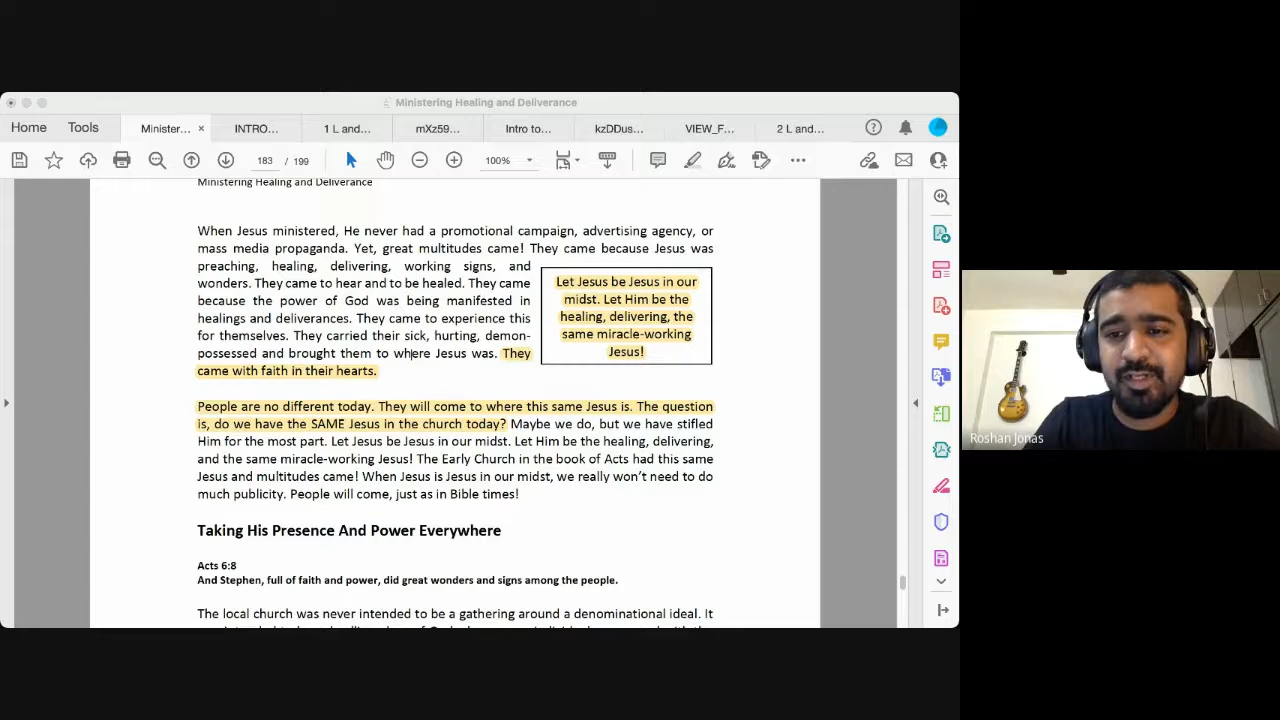 Ministering Healing and Deliverance
Home
Tools
Minister...
×
INTRO...
1 L and...
mXz59...
Intro to...
kzDDus...
VIEW_F...
2 L and...
183 / 199
100%
Ministering Healing and Deliverance
When Jesus ministered, He never had a promotional campaign, advertising agency, or
mass media propaganda. Yet, great multitudes came! They came because Jesus was
preaching, healing, delivering, working signs, and
wonders. They came to hear and to be healed. They came
because the power of God was being manifested in
healings and deliverances. They came to experience this
for themselves. They carried their sick, hurting, demon-
possessed and brought them to where Jesus was. They
came with faith in their hearts.
Let Jesus be Jesus in our
midst. Let Him be the
healing, delivering, the
same miracle-working
Jesus!
People are no different today. They will come to where this same Jesus is. The question
is, do we have the SAME Jesus in the church today? Maybe we do, but we have stifled
Him for the most part. Let Jesus be Jesus in our midst. Let Him be the healing, delivering,
and the same miracle-working Jesus! The Early Church in the book of Acts had this same
Jesus and multitudes came! When Jesus is Jesus in our midst, we really won't need to do
much publicity. People will come, just as in Bible times!
Taking His Presence And Power Everywhere
Acts 6:8
And Stephen, full of faith and power, did great wonders and signs among the people.
The local church was never intended to be a gathering around a denominational ideal. It
Roshan Jonas